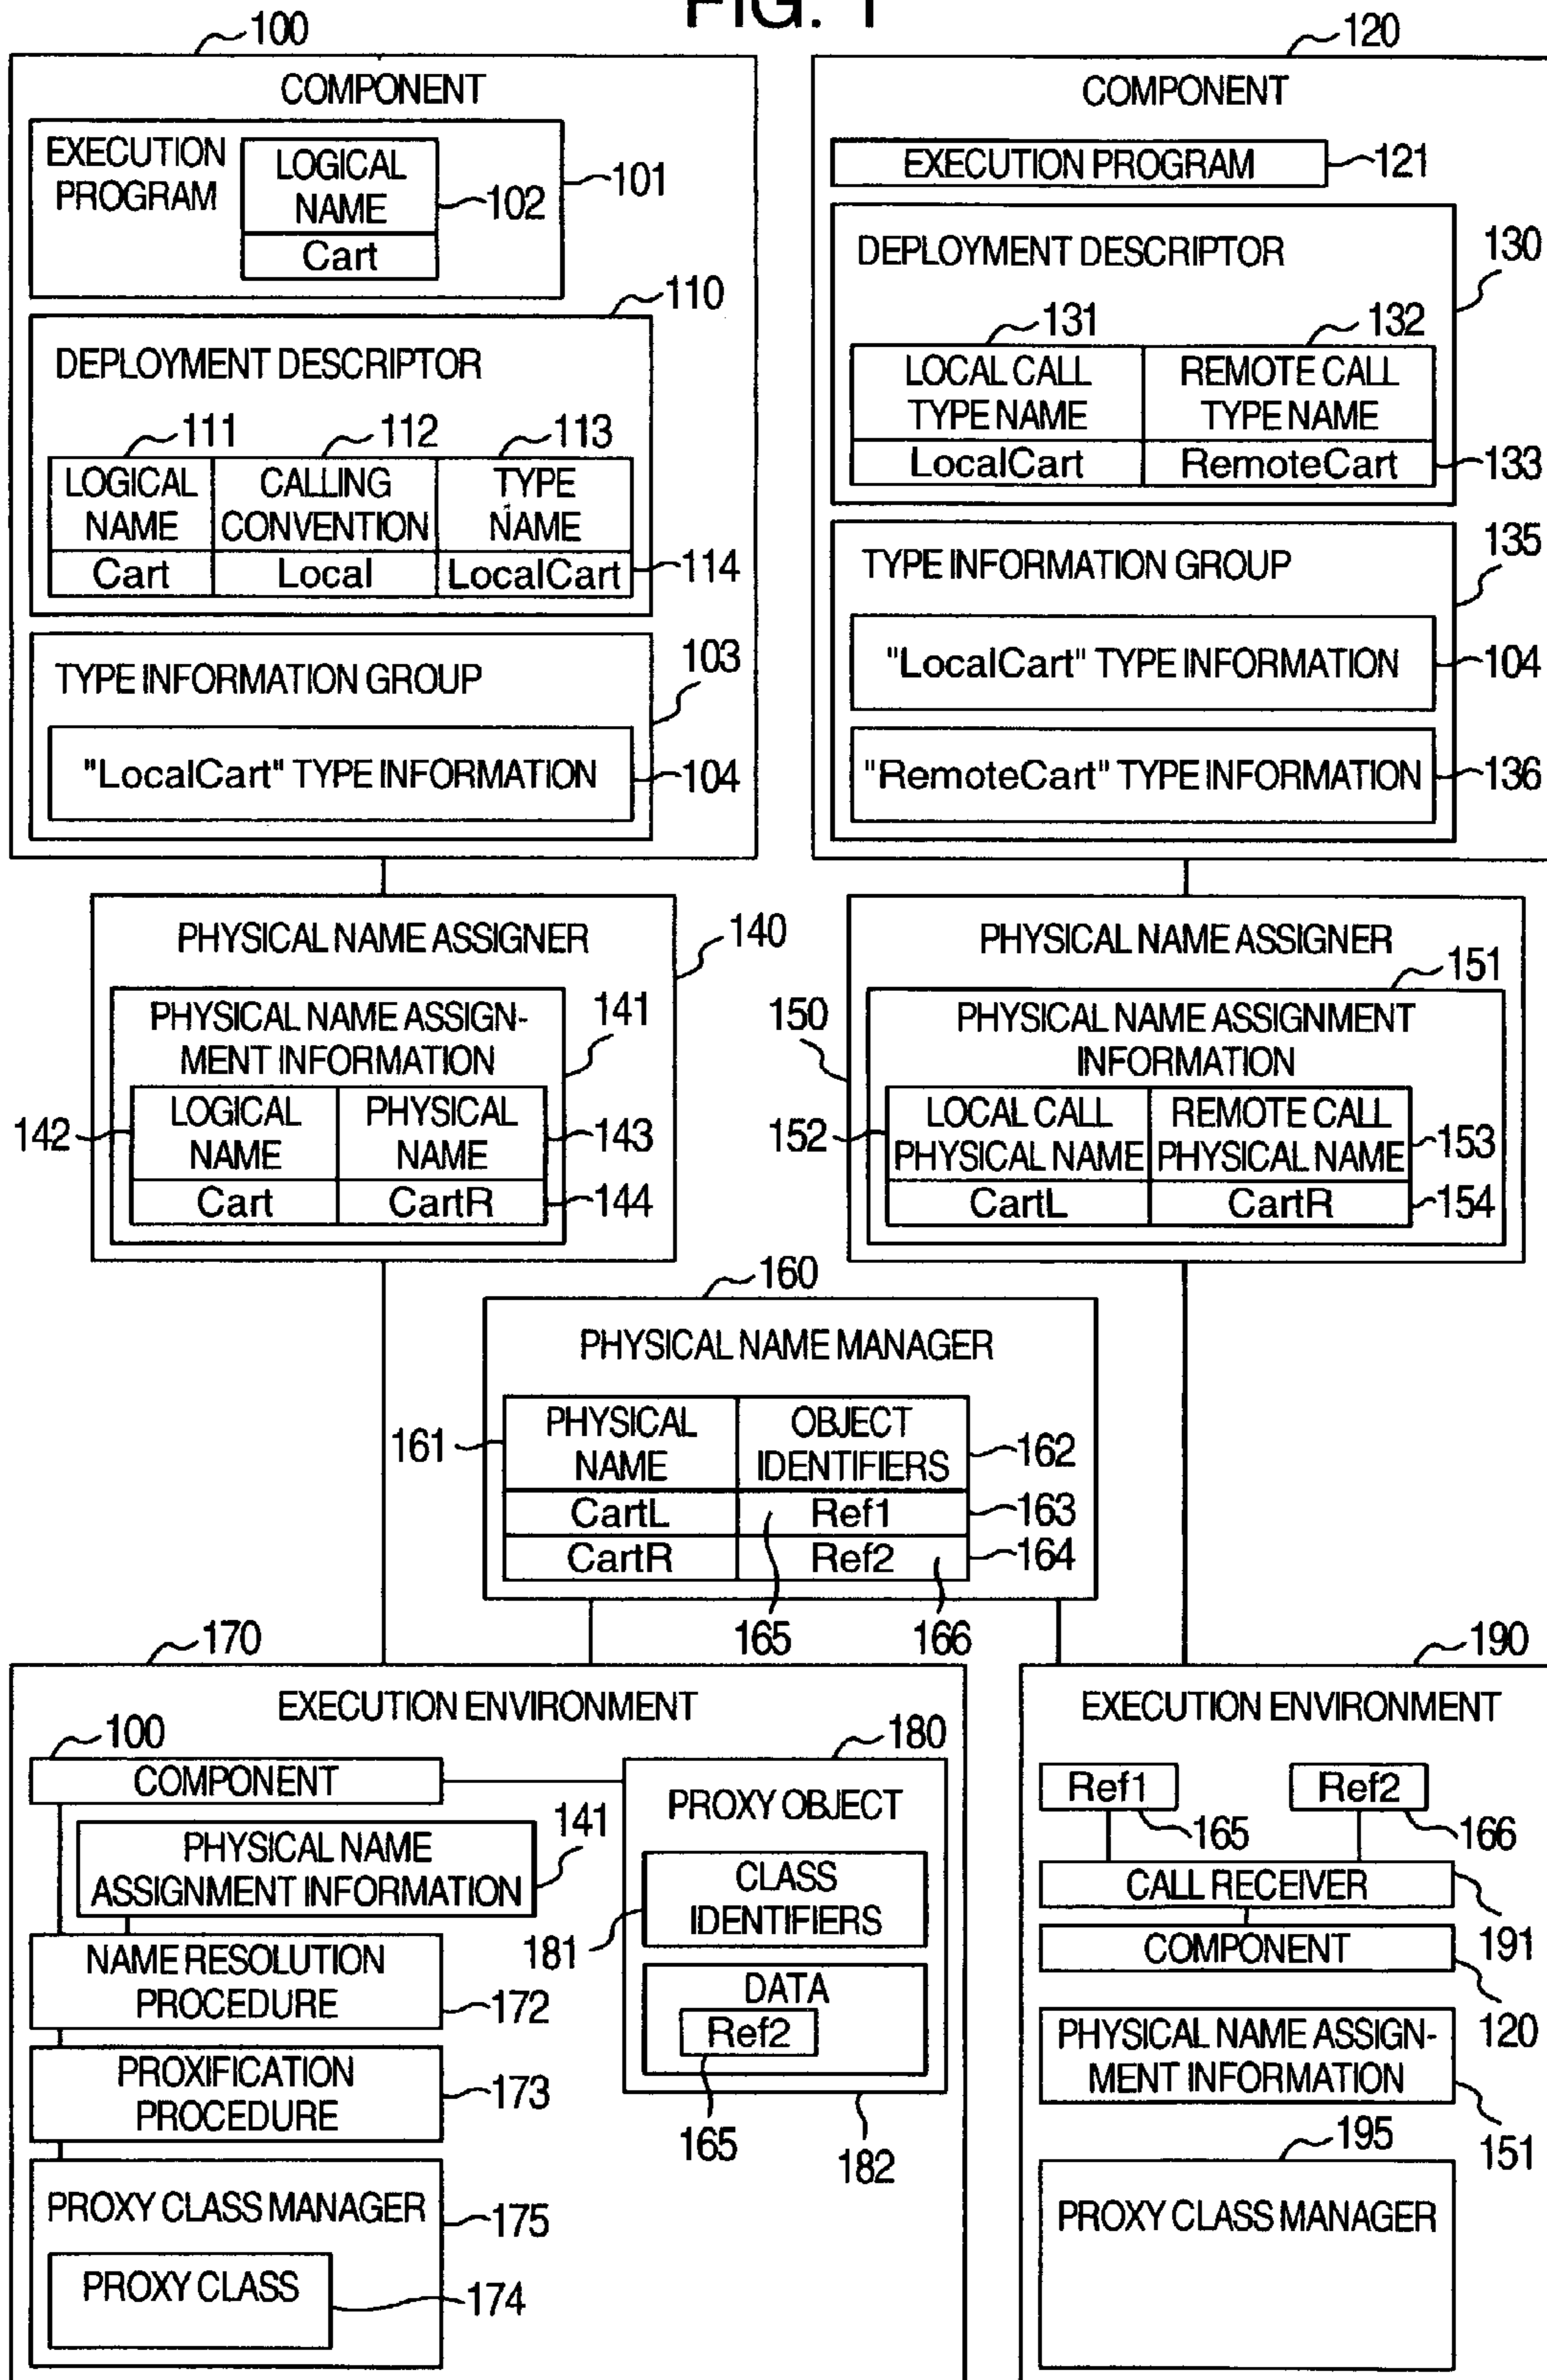 FIG. 1
100
COMPONENT
EXECUTION
PROGRAM
LOGICAL
NAME
Cart
102
101
110
DEPLOYMENT DESCRIPTOR
111
112
113
LOGICAL
NAME
CALLING
CONVENTION
TYPE
NAME
Cart
Local
LocalCart
114
TYPE INFORMATION GROUP
103
"LocalCart" TYPE INFORMATION
104
120
COMPONENT
EXECUTION PROGRAM
121
DEPLOYMENT DESCRIPTOR
130
131
132
LOCAL CALL
TYPE NAME
REMOTE CALL
TYPE NAME
LocalCart
RemoteCart
133
TYPE INFORMATION GROUP
135
"LocalCart" TYPE INFORMATION
104
"RemoteCart" TYPE INFORMATION
136
PHYSICAL NAME ASSIGNER
140
PHYSICAL NAME ASSIGN-
MENT INFORMATION
141
142
LOGICAL
NAME
PHYSICAL
NAME
143
Cart
CartR
144
PHYSICAL NAME ASSIGNER
151
150
PHYSICAL NAME ASSIGNMENT
INFORMATION
152
LOCAL CALL
PHYSICAL NAME
REMOTE CALL
PHYSICAL NAME
153
CartL
CartR
154
160
PHYSICAL NAME MANAGER
161
PHYSICAL
NAME
OBJECT
IDENTIFIERS
162
CartL
Ref1
163
CartR
Ref2
164
165
166
170
EXECUTION ENVIRONMENT
100
COMPONENT
PHYSICAL NAME
ASSIGNMENT INFORMATION
141
NAME RESOLUTION
PROCEDURE
172
PROXIFICATION
PROCEDURE
173
PROXY CLASS MANAGER
175
PROXY CLASS
174
180
PROXY OBJECT
CLASS
IDENTIFIERS
181
DATA
Ref2
165
182
190
EXECUTION ENVIRONMENT
Ref1
Ref2
165
166
CALL RECEIVER
191
COMPONENT
120
PHYSICAL NAME ASSIGN-
MENT INFORMATION
151
195
PROXY CLASS MANAGER